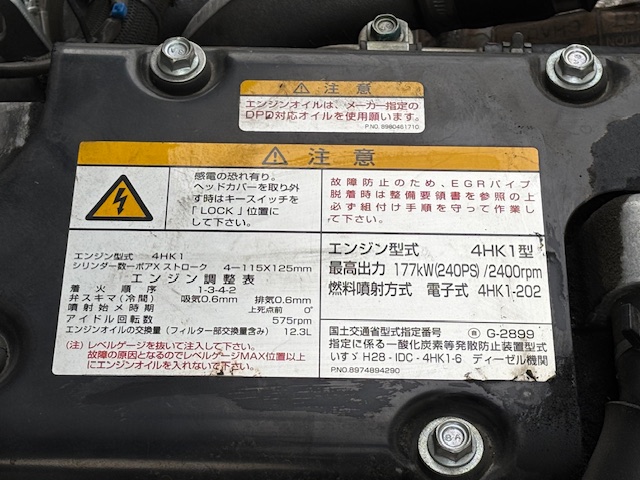 ⚠ 注意
エンジンオイルは、メーカー指定の
DPD対応オイルを使用願います。
P.NO. 8980461710
⚠ 注意
感電の恐れ有り。
ヘッドカバーを取り外
す時はキースイッチを
「LOCK」位置に
して下さい。
故障防止のため、EGRパイプ
脱着時は整備要領書を参照の上
必ず組付け手順を守って作業し
て下さい。
エンジン型式 4HK1
シリンダー数ーボアXストローク 4-115X125mm
エンジン調整表
着火順序 1-3-4-2
弁スキマ(冷間) 吸気0.6mm 排気0.6mm
噴射始メ時期 上死点前 0°
アイドル回転数 575rpm
エンジンオイルの交換量(フィルター部交換量含み) 12.3L
(注)レベルゲージを抜いて注入して下さい。
故障の原因となるのでレベルゲージMAX位置以上
にエンジンオイルを入れないで下さい。
エンジン型式 4HK1型
最高出力 177kW(240PS)/2400rpm
燃料噴射方式 電子式 4HK1-202
国土交通省型式指定番号 Ⓡ G-2899
指定に係る一酸化炭素等発散防止装置型式
いすゞ H28-IDC-4HK1-6 ディーゼル機関
P.NO.8974894290